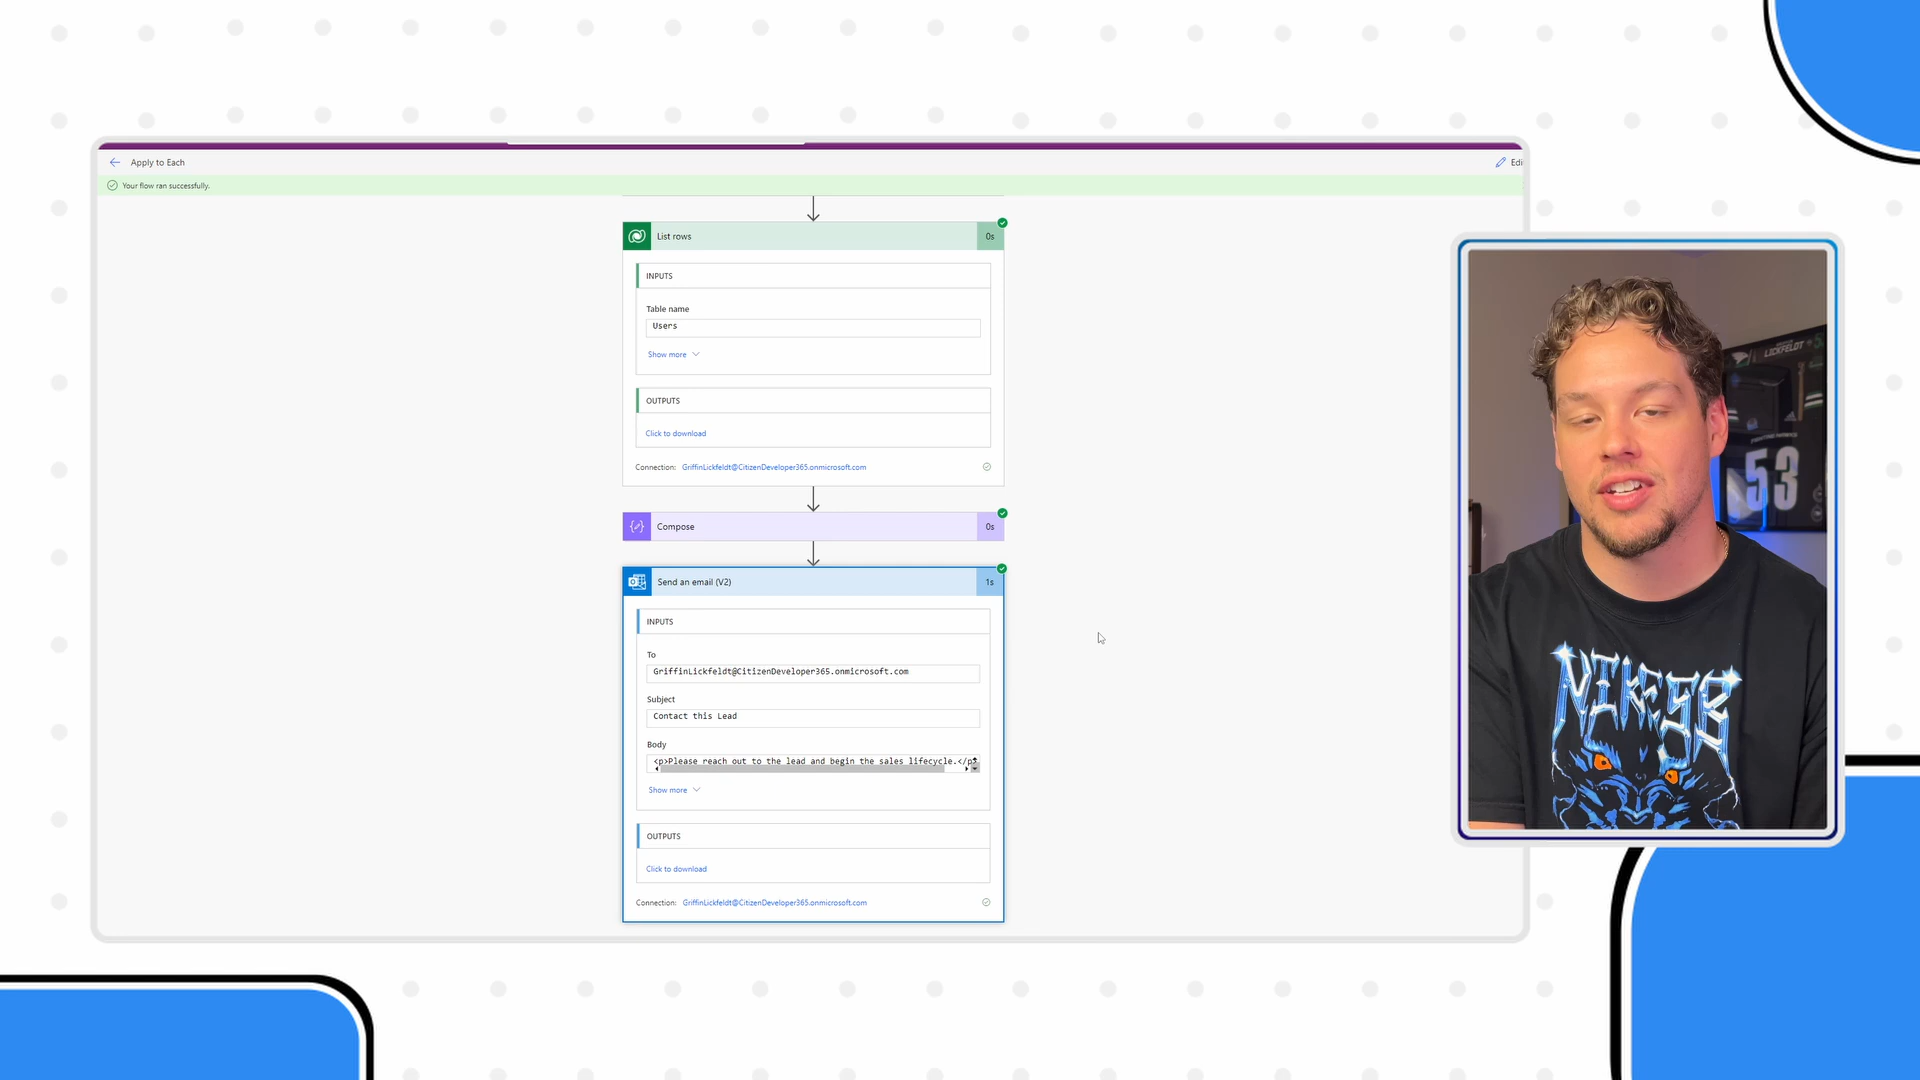 Apply to Each
Your flow ran successfully.
List rows
0s
INPUTS
Table name
Users
Show more
OUTPUTS
Click to download
Connection: GriffinLickfeldt@CitizenDeveloper365.onmicrosoft.com
Compose
0s
Send an email (V2)
1s
INPUTS
To
GriffinLickfeldt@CitizenDeveloper365.onmicrosoft.com
Subject
Contact this Lead
Body
<p>Please reach out to the lead and begin the sales lifecycle.</p
Show more
OUTPUTS
Click to download
Connection: GriffinLickfeldt@CitizenDeveloper365.onmicrosoft.com
LICKFELDT
53